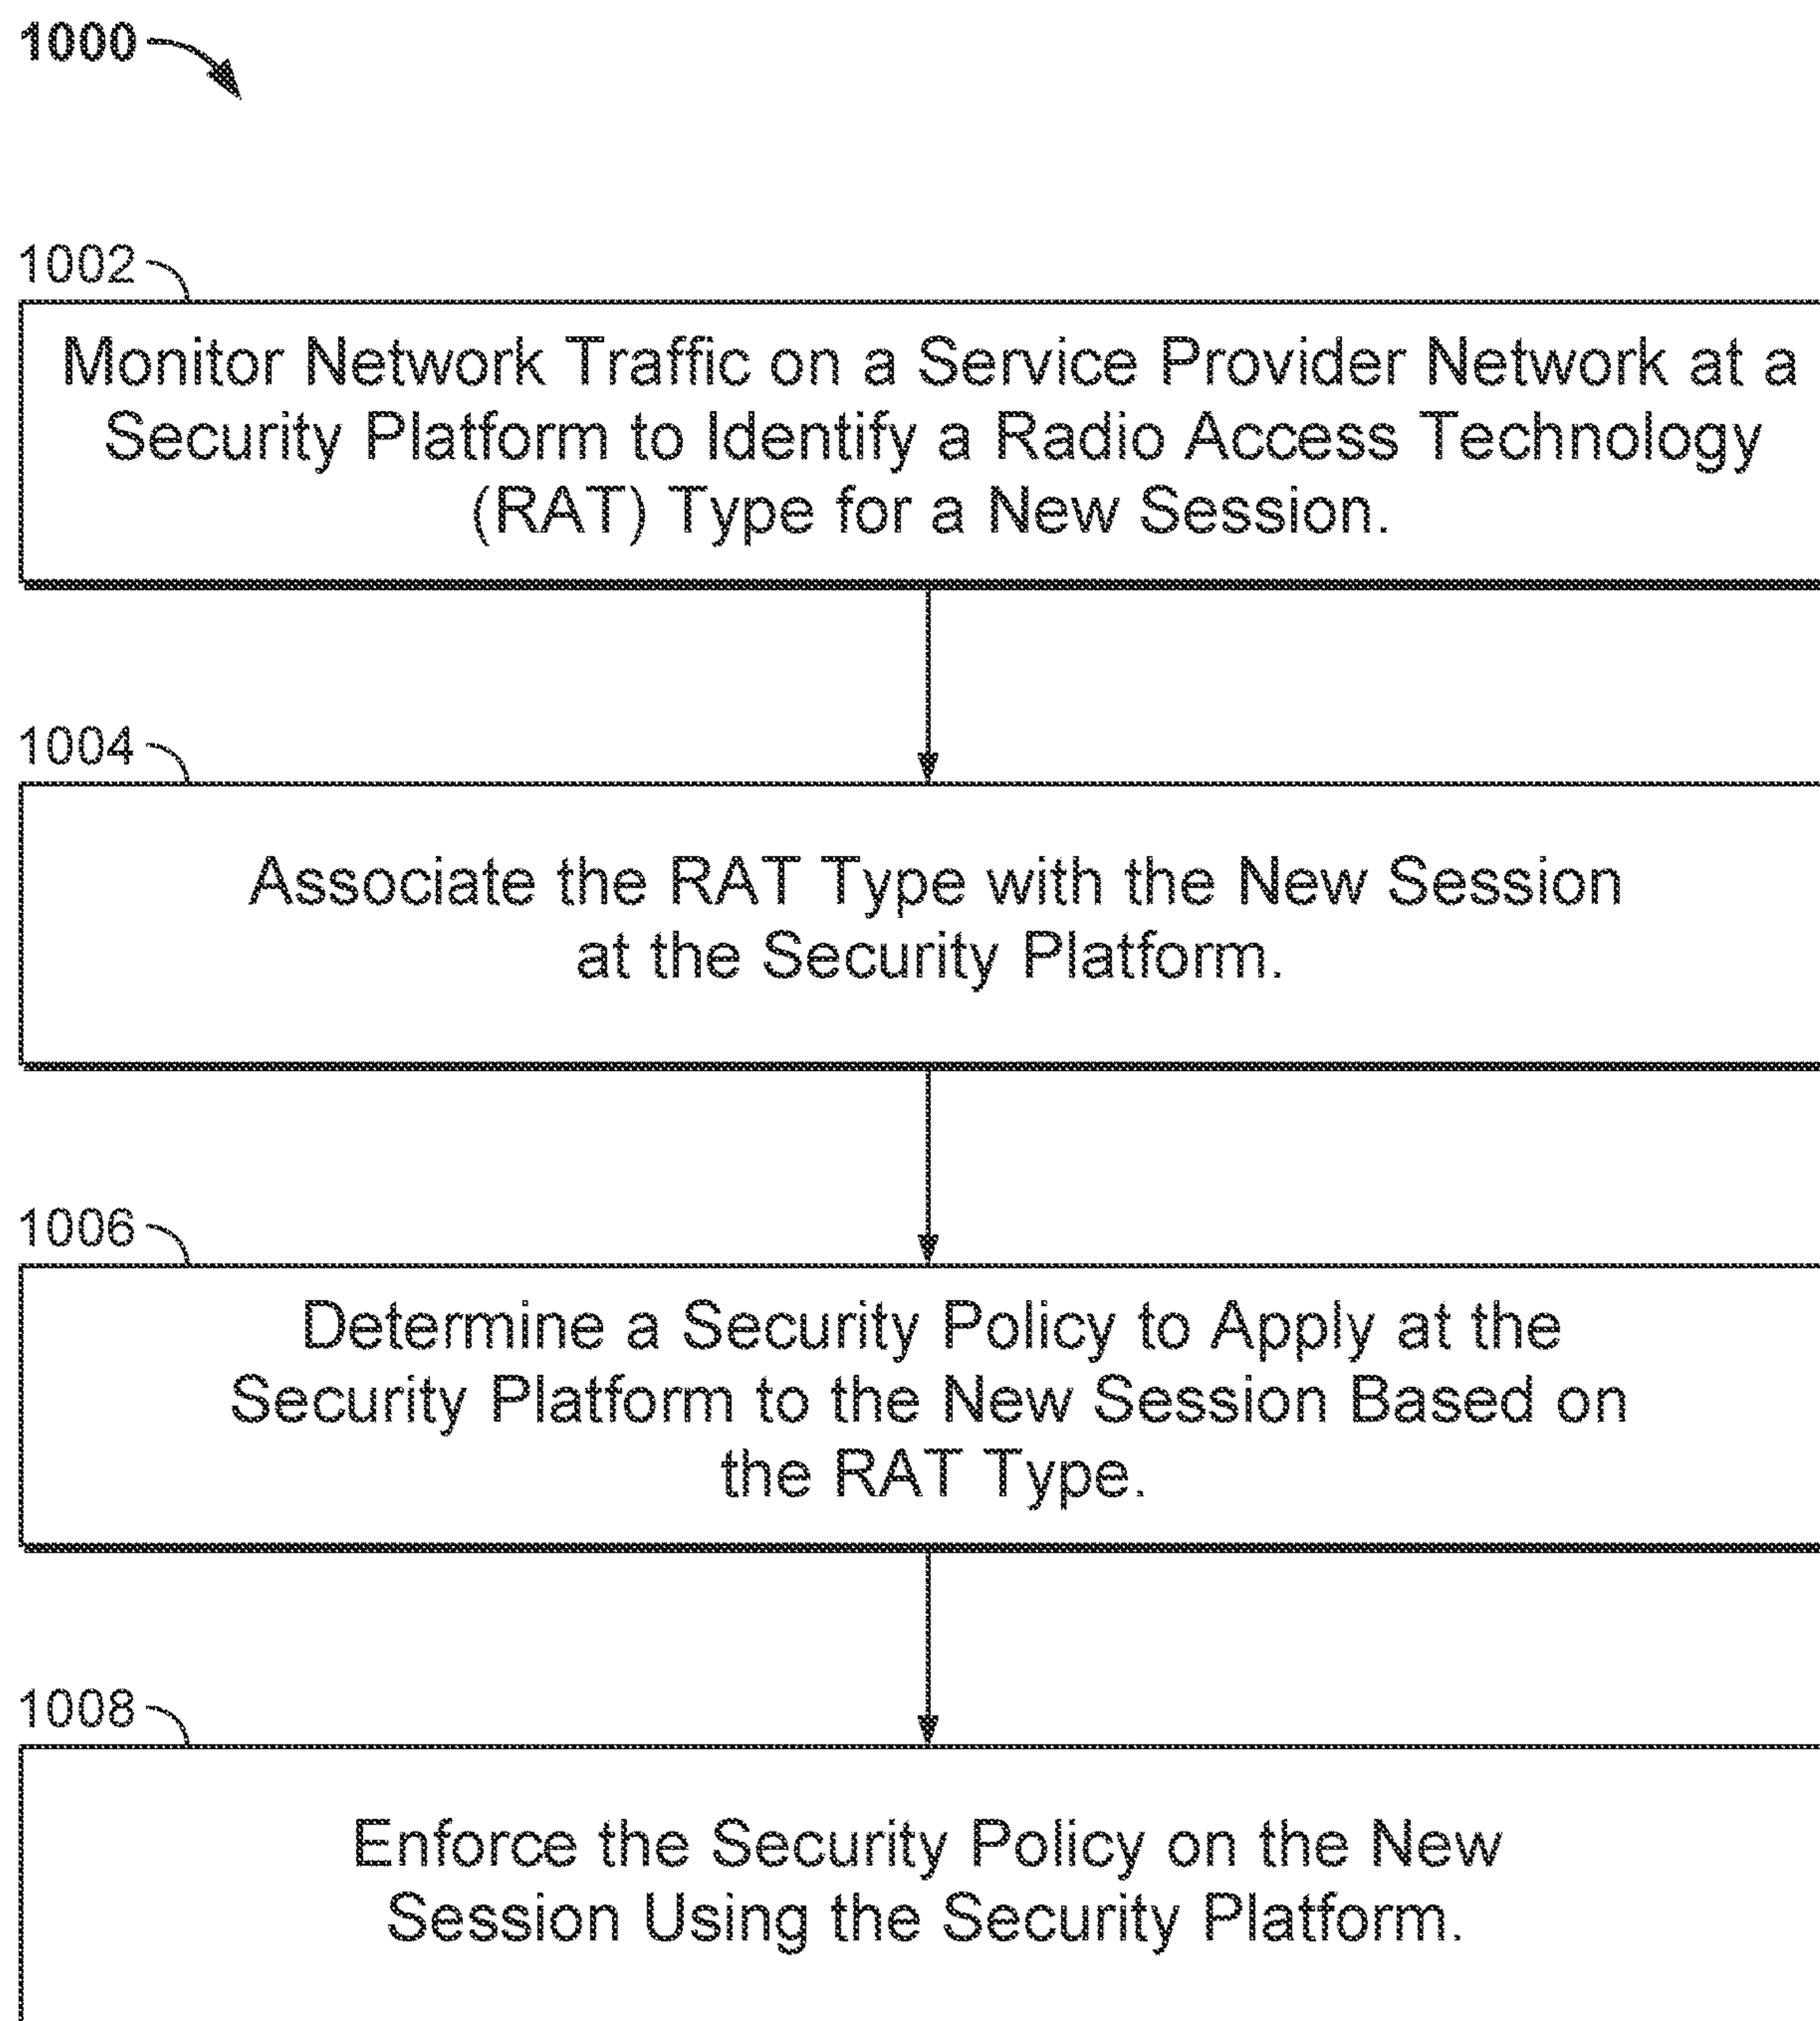 1000
1002
Monitor Network Traffic on a Service Provider Network at a
Security Platform to Identify a Radio Access Technology
(RAT) Type for a New Session.
1004
Associate the RAT Type with the New Session
at the Security Platform.
1006
Determine a Security Policy to Apply at the
Security Platform to the New Session Based on
the RAT Type.
1008
Enforce the Security Policy on the New
Session Using the Security Platform.